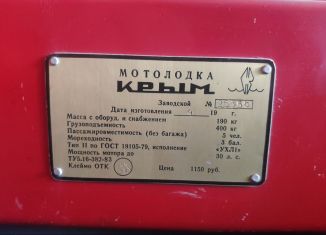 МОТОЛОДКА
КРЫМ
Заводской №
Дата изготовления 19 г.
Масса с оборуд. и снабжением 190 кг
Грузоподъемность 400 кг
Пассажировместимость (без багажа) 5 чел.
Мореходность 3 бал.
Тип II по ГОСТ 19105-79, исполнение «УХЛ1»
Мощность мотора до 30 л. с.
ТУ5.16-382-83
Клеймо ОТК Цена 1150 руб.